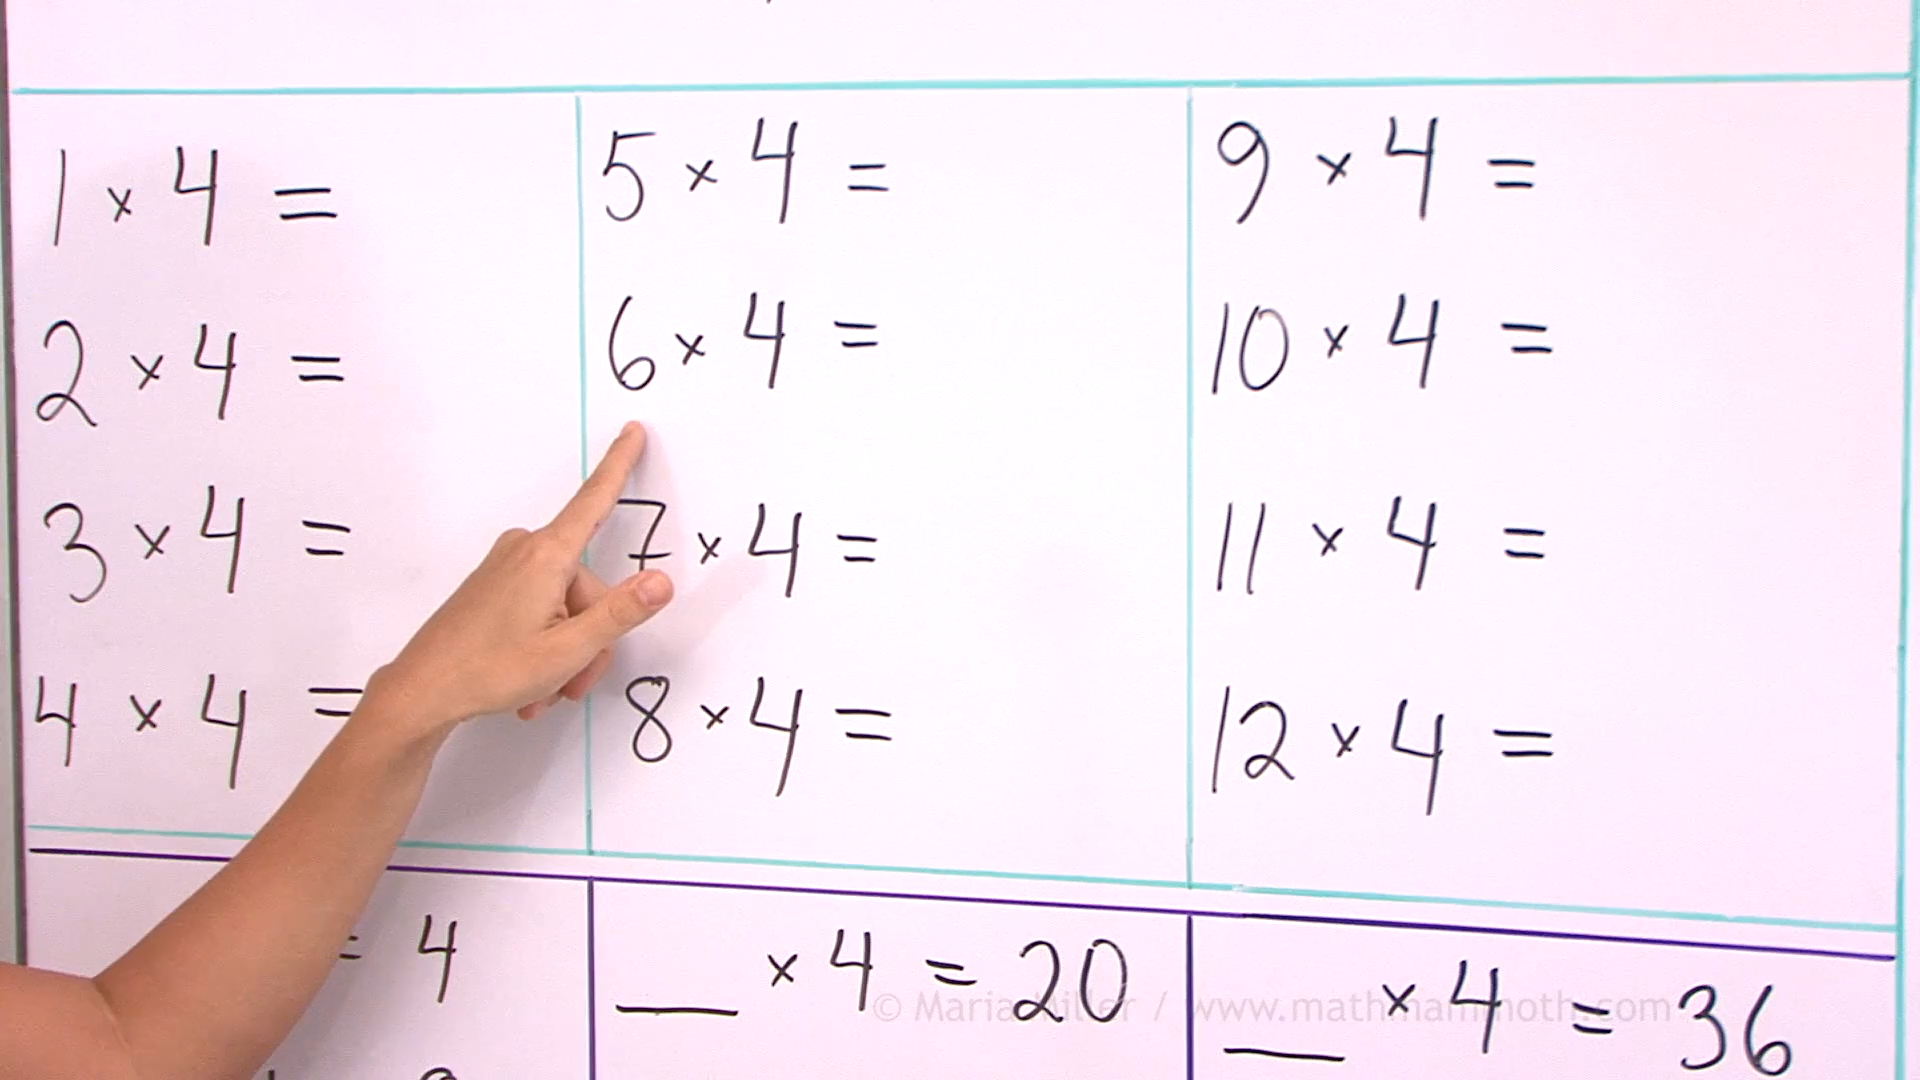 1 × 4 =
2 × 4 =
3 × 4 =
4 × 4 =
5 × 4 =
6 × 4 =
7 × 4 =
8 × 4 =
9 × 4 =
10 × 4 =
11 × 4 =
12 × 4 =
= 4
__ × 4 = 20
__ × 4 = 36
© Maria Miller / www.mathmammoth.com